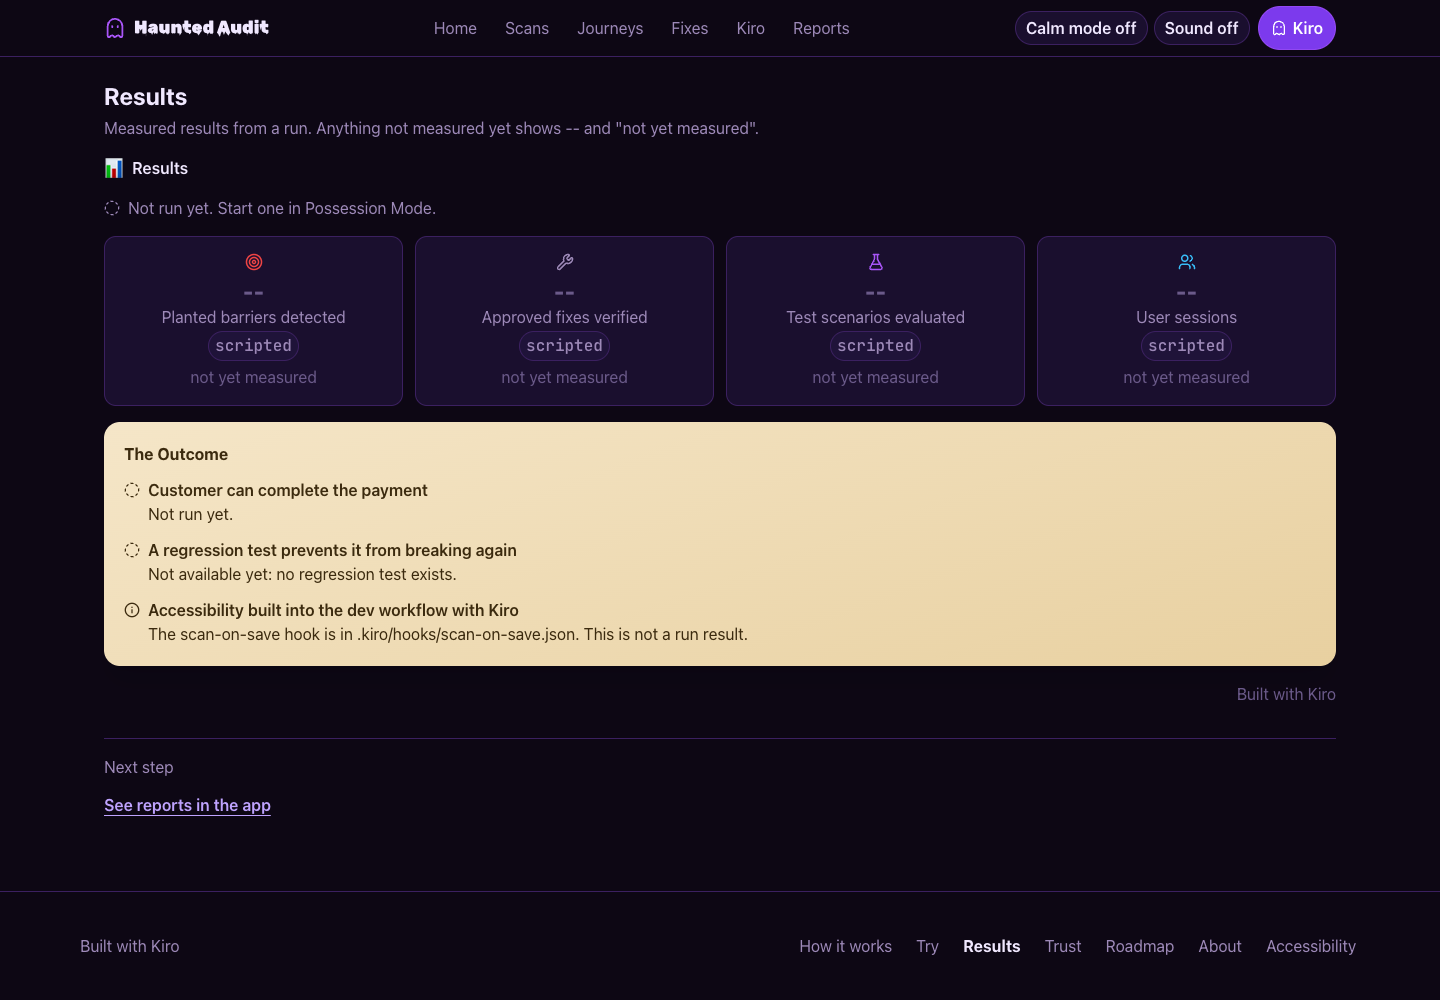 Haunted Audit
Home Scans Journeys Fixes Kiro Reports
Calm mode off Sound off Kiro
Results
Measured results from a run. Anything not measured yet shows -- and "not yet measured".
Results
Not run yet. Start one in Possession Mode.
--
Planted barriers detected
scripted
not yet measured
--
Approved fixes verified
scripted
not yet measured
--
Test scenarios evaluated
scripted
not yet measured
--
User sessions
scripted
not yet measured
The Outcome
Customer can complete the payment
Not run yet.
A regression test prevents it from breaking again
Not available yet: no regression test exists.
Accessibility built into the dev workflow with Kiro
The scan-on-save hook is in .kiro/hooks/scan-on-save.json. This is not a run result.
Built with Kiro
Next step
See reports in the app
Built with Kiro
How it works Try Results Trust Roadmap About Accessibility